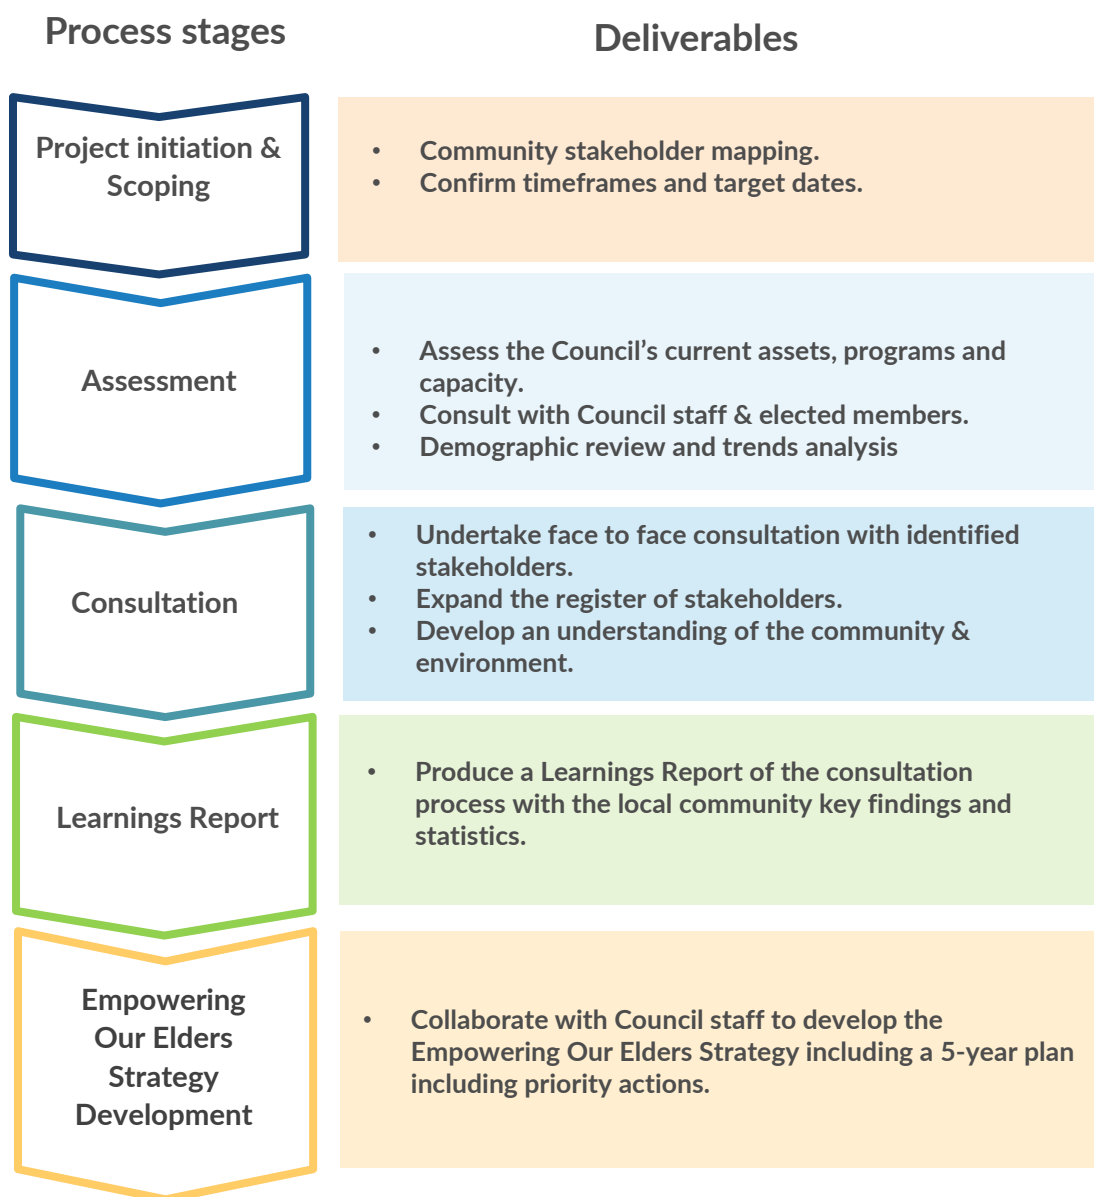 Process stages
Deliverables
Project initiation &
Scoping
• Community stakeholder mapping.
• Confirm timeframes and target dates.
Assessment
• Assess the Council’s current assets, programs and
capacity.
• Consult with Council staff & elected members.
• Demographic review and trends analysis
Consultation
• Undertake face to face consultation with identified
stakeholders.
• Expand the register of stakeholders.
• Develop an understanding of the community &
environment.
Learnings Report
• Produce a Learnings Report of the consultation
process with the local community key findings and
statistics.
Empowering
Our Elders
Strategy
Development
• Collaborate with Council staff to develop the
Empowering Our Elders Strategy including a 5-year plan
including priority actions.